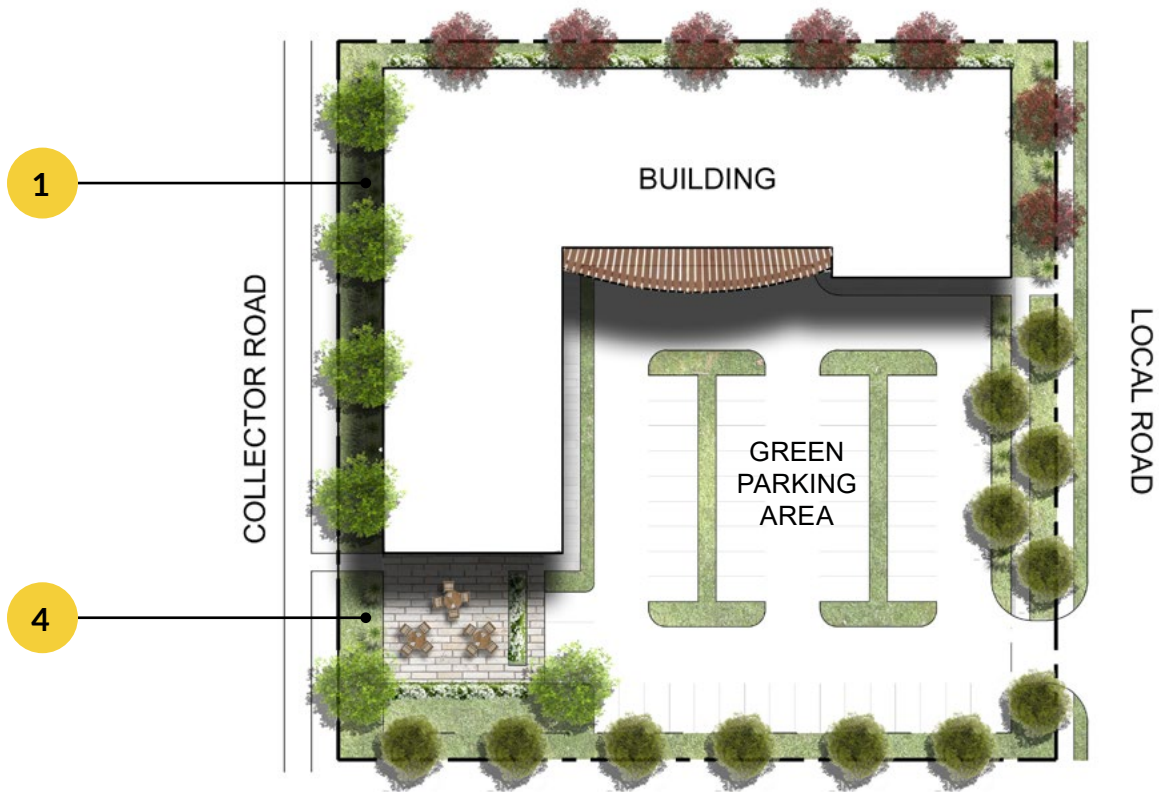 1
BUILDING
COLLECTOR ROAD
LOCAL ROAD
GREEN
PARKING
AREA
4